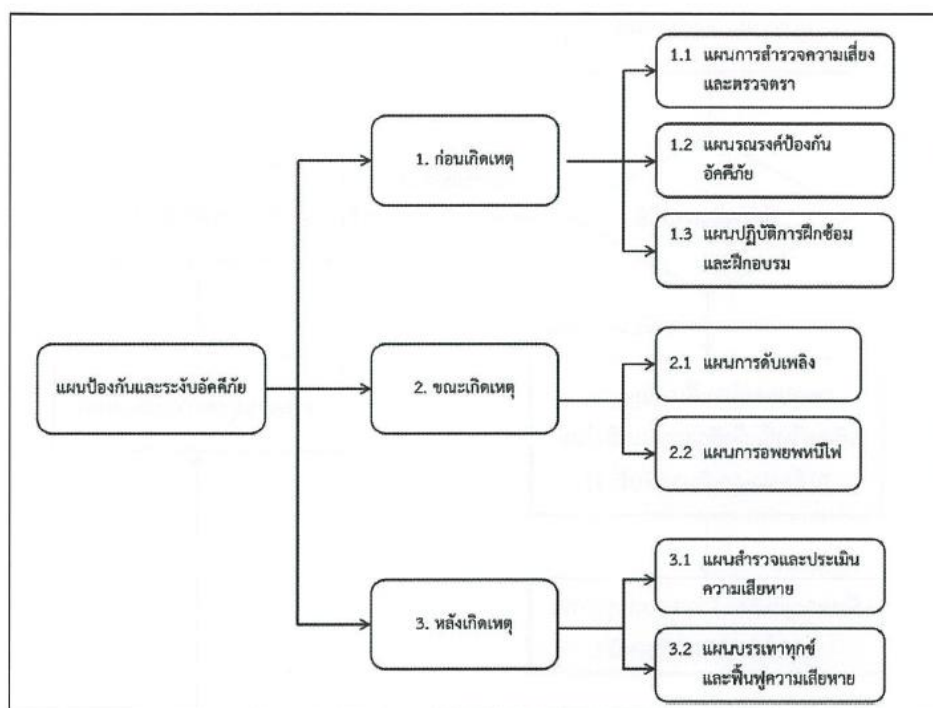 แผนป้องกันและระงับอัคคีภัย
1. ก่อนเกิดเหตุ
1.1 แผนการสำรวจความเสี่ยง
และตรวจตรา
1.2 แผนรณรงค์ป้องกัน
อัคคีภัย
1.3 แผนปฏิบัติการฝึกซ้อม
และฝึกอบรม
2. ขณะเกิดเหตุ
2.1 แผนการดับเพลิง
2.2 แผนการอพยพหนีไฟ
3. หลังเกิดเหตุ
3.1 แผนสำรวจและประเมิน
ความเสียหาย
3.2 แผนบรรเทาทุกข์
และฟื้นฟูความเสียหาย